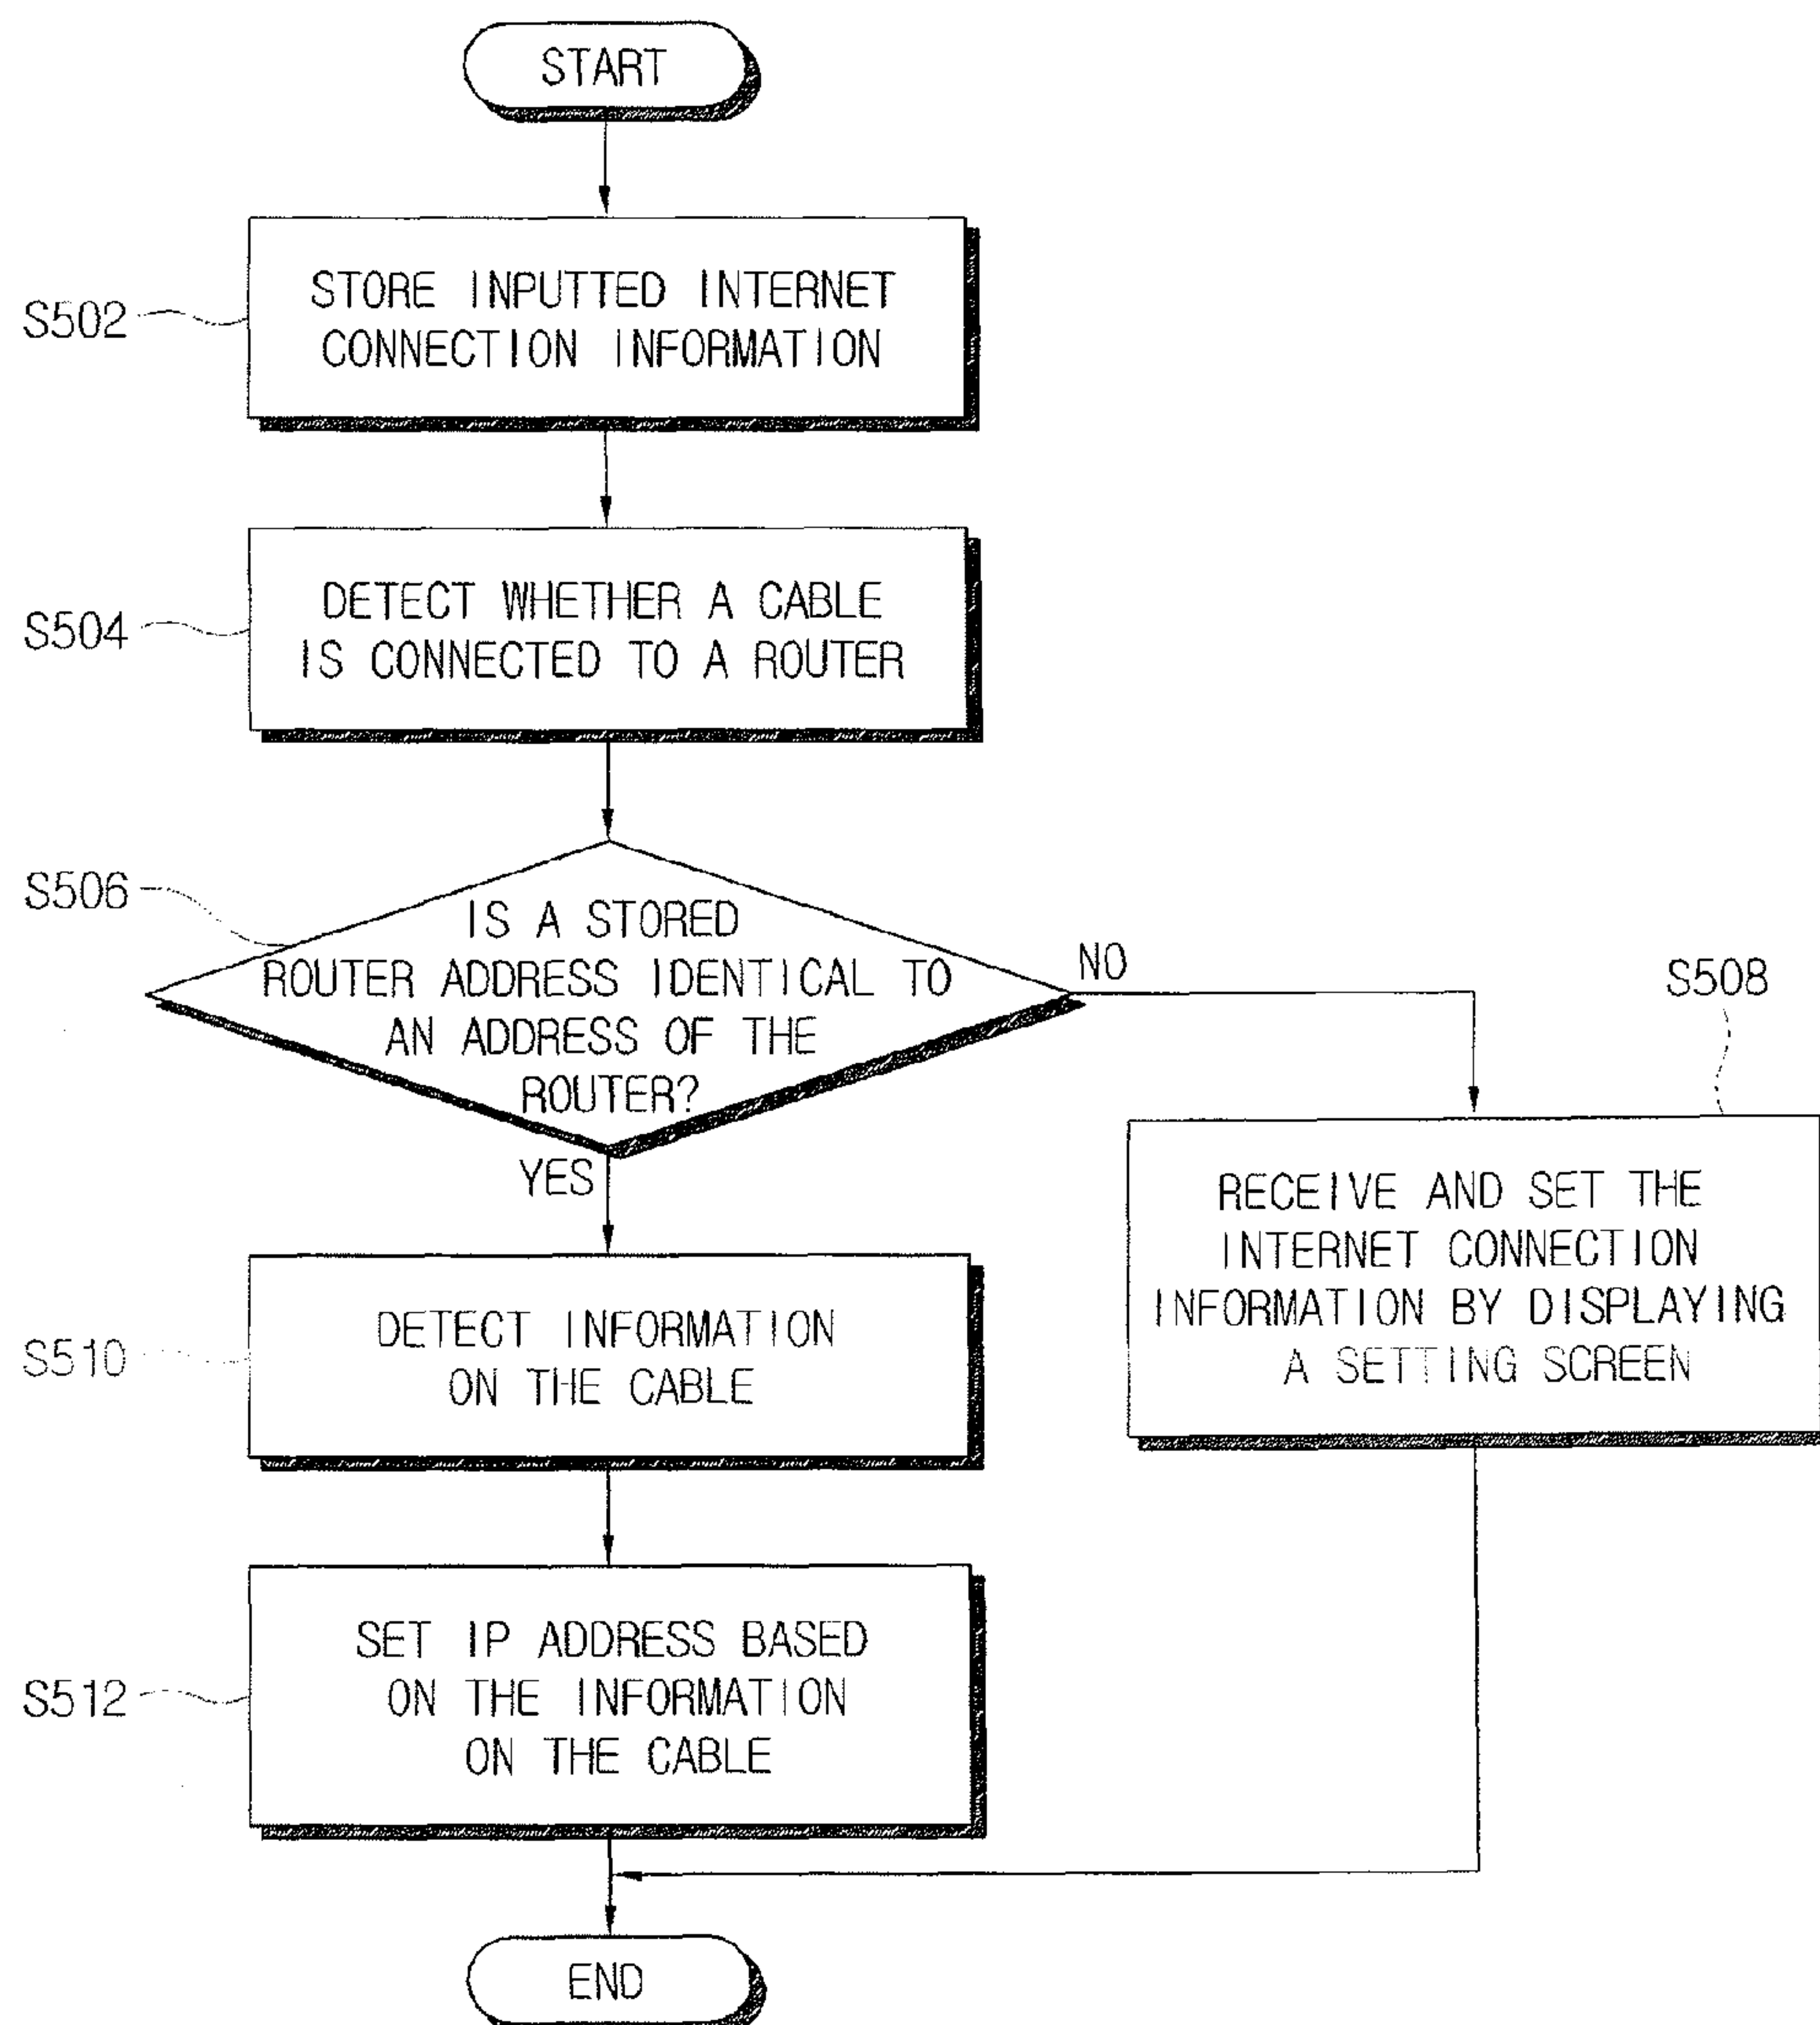 START
S502
STORE INPUTTED INTERNET
CONNECTION INFORMATION
S504
DETECT WHETHER A CABLE
IS CONNECTED TO A ROUTER
S506
IS A STORED
ROUTER ADDRESS IDENTICAL TO
AN ADDRESS OF THE
ROUTER?
NO
YES
S508
RECEIVE AND SET THE
INTERNET CONNECTION
INFORMATION BY DISPLAYING
A SETTING SCREEN
S510
DETECT INFORMATION
ON THE CABLE
S512
SET IP ADDRESS BASED
ON THE INFORMATION
ON THE CABLE
END